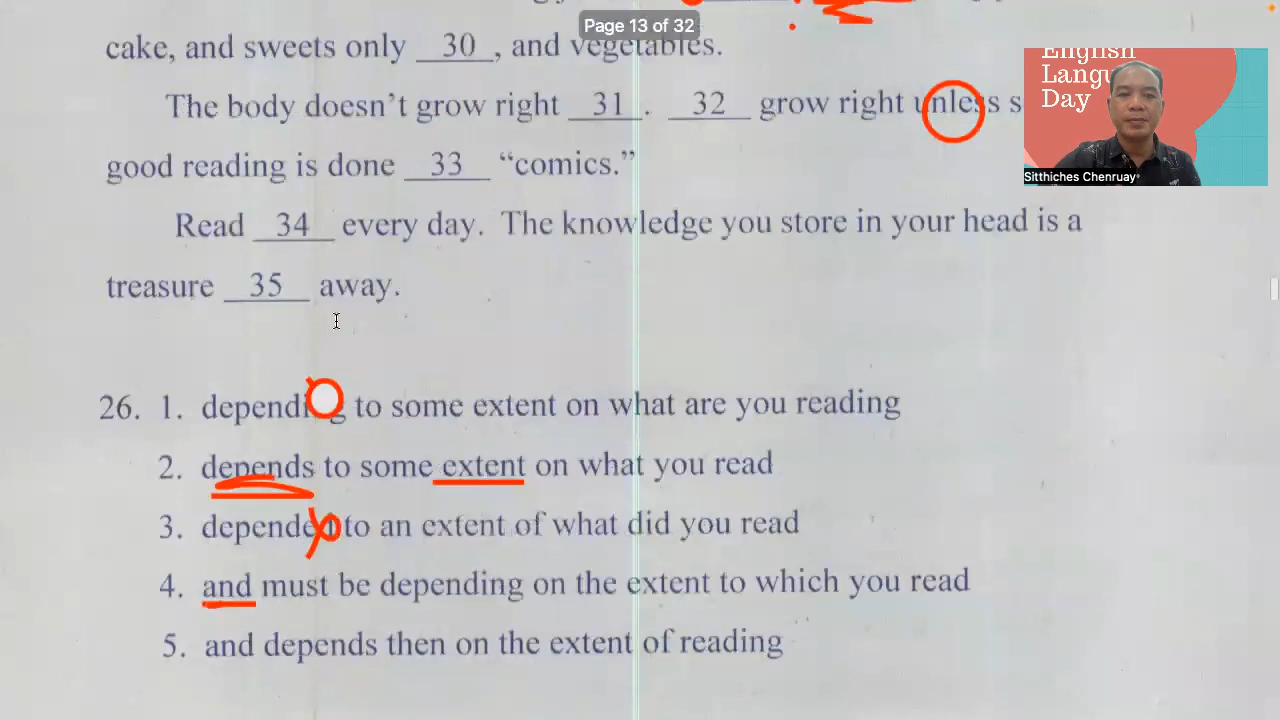 Page 13 of 32
cake, and sweets only 30, and vegetables.
English
Langu
Day
The body doesn't grow right 31. 32 grow right unless s
good reading is done 33 “comics.”
Sitthiches Chenruay
Read 34 every day. The knowledge you store in your head is a
treasure 35 away.
26. 1. depending to some extent on what are you reading
2. depends to some extent on what you read
3. depended to an extent of what did you read
4. and must be depending on the extent to which you read
5. and depends then on the extent of reading